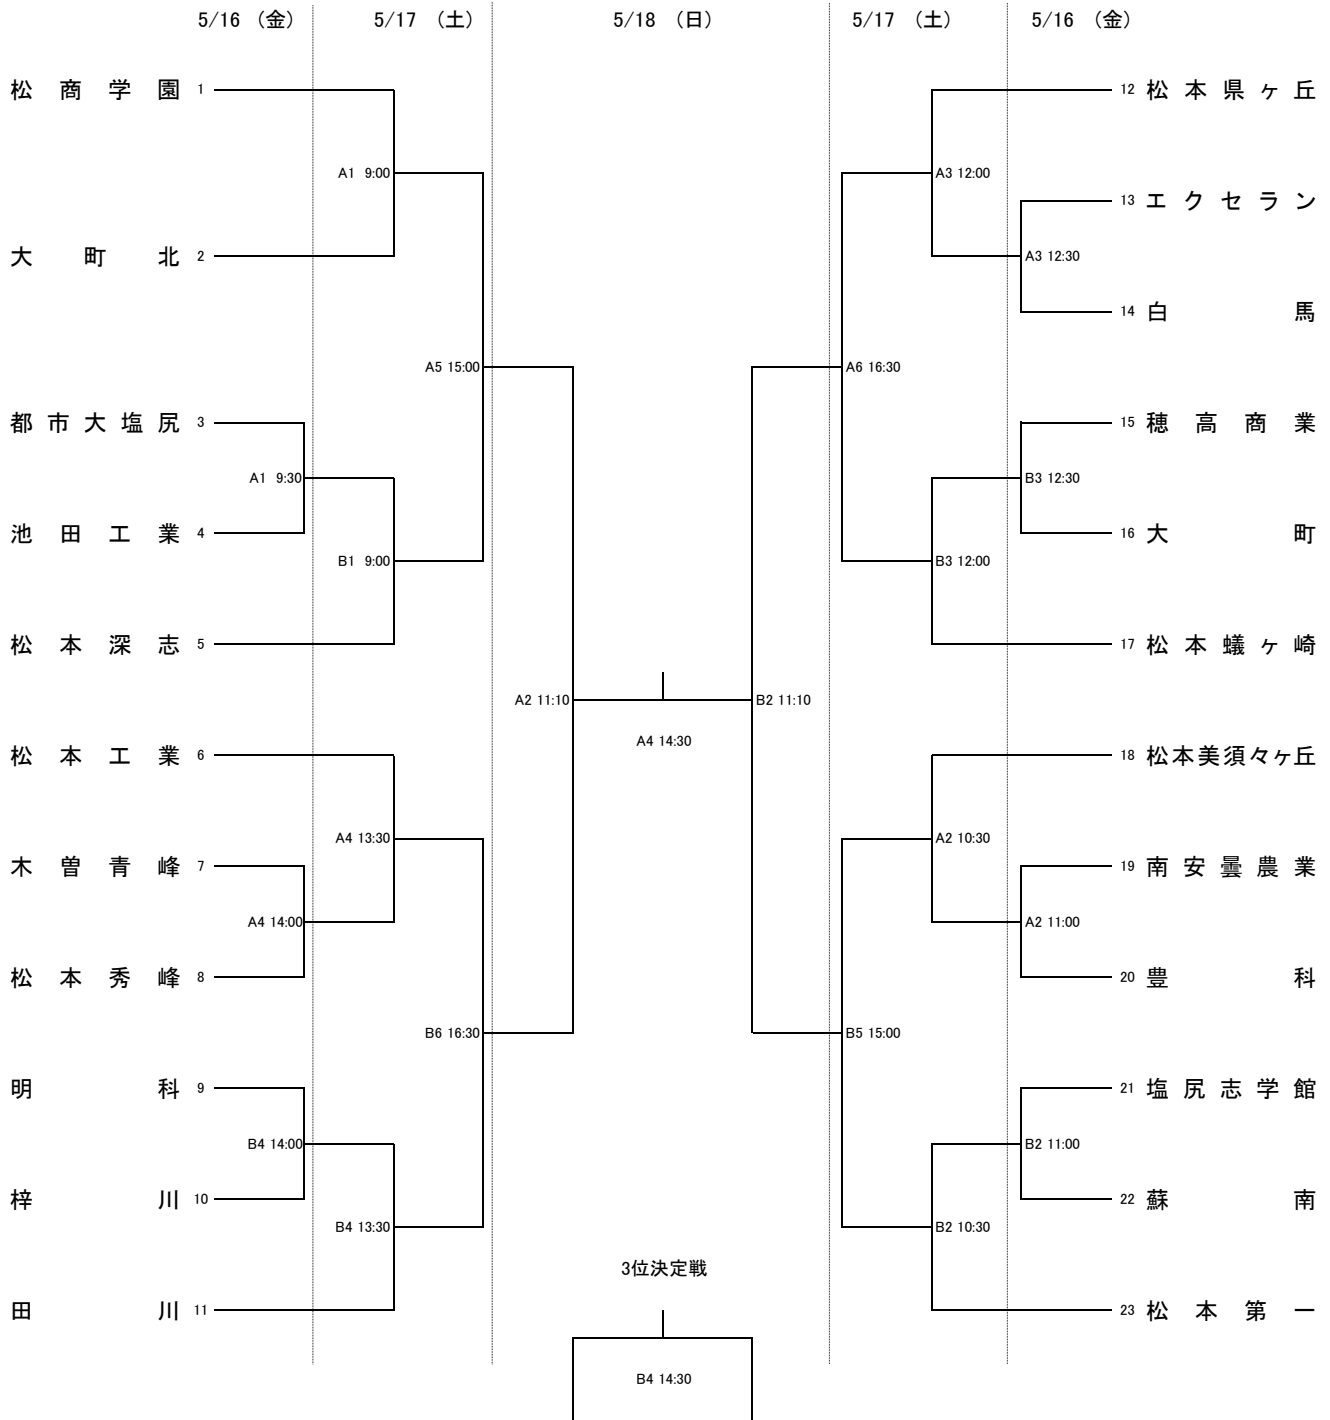 5/16 （金） 5/17 （土） 5/18 （日） 5/17 （土） 5/16 （金）
松商学園 1
12 松本県ヶ丘
A1 9:00
A3 12:00
13 エクセラン
大町北 2
A3 12:30
14 白馬
A5 15:00
A6 16:30
都市大塩尻 3
15 穂高商業
A1 9:30
B3 12:30
池田工業 4
16 大町
B1 9:00
B3 12:00
松本深志 5
17 松本蟻ヶ崎
A2 11:10
B2 11:10
A4 14:30
松本工業 6
18 松本美須々ヶ丘
A4 13:30
A2 10:30
木曽青峰 7
19 南安曇農業
A4 14:00
A2 11:00
松本秀峰 8
20 豊科
B6 16:30
B5 15:00
明科 9
21 塩尻志学館
B4 14:00
B2 11:00
梓川 10
22 蘇南
B4 13:30
B2 10:30
3位決定戦
田川 11
23 松本第一
B4 14:30